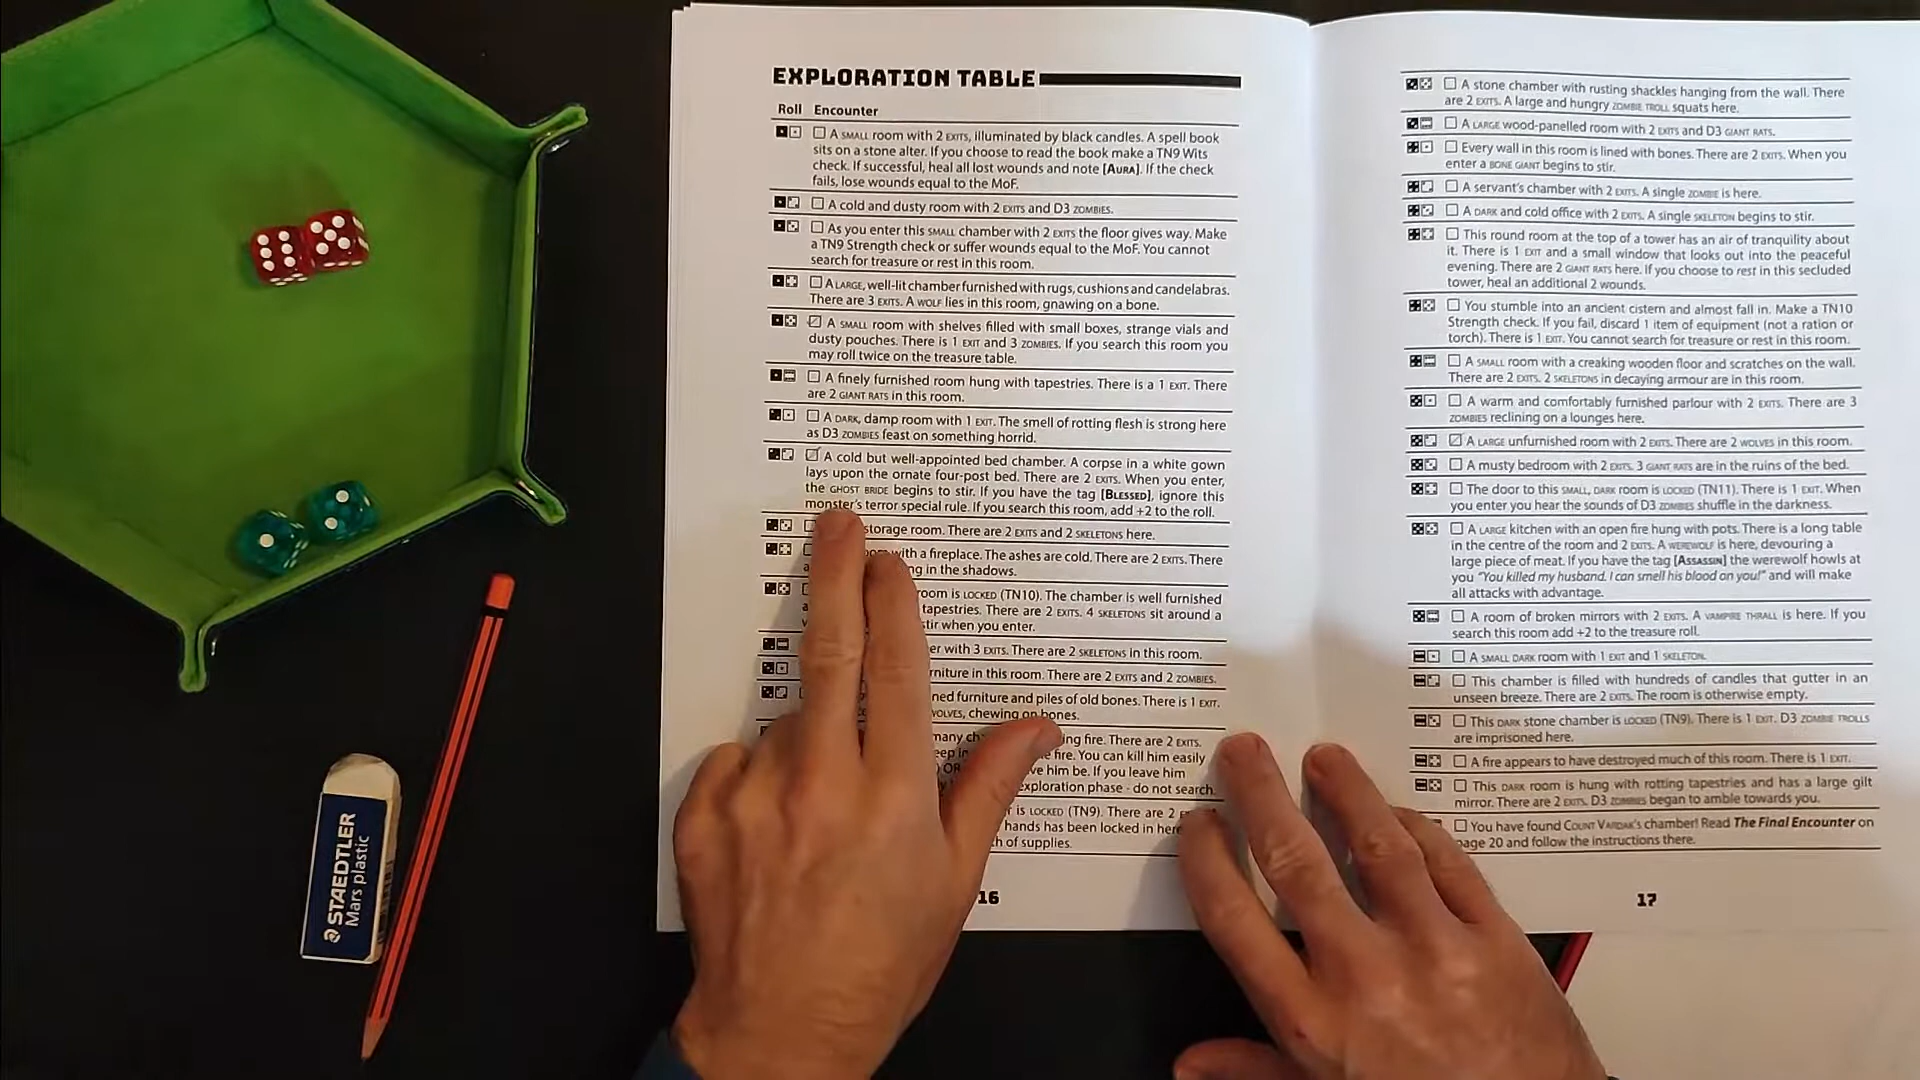 EXPLORATION TABLE
Roll Encounter
A SMALL room with 2 EXITS, illuminated by black candles. A spell book
sits on a stone alter. If you choose to read the book make a TN9 Wits
check. If successful, heal all lost wounds and note [AURA]. If the check
fails, lose wounds equal to the MoF.
A cold and dusty room with 2 EXITS and D3 ZOMBIES.
As you enter this SMALL chamber with 2 EXITS the floor gives way. Make
a TN9 Strength check or suffer wounds equal to the MoF. You cannot
search for treasure or rest in this room.
A LARGE, well-lit chamber furnished with rugs, cushions and candelabras.
There are 3 EXITS. A WOLF lies in this room, gnawing on a bone.
A SMALL room with shelves filled with small boxes, strange vials and
dusty pouches. There is 1 EXIT and 3 ZOMBIES. If you search this room you
may roll twice on the treasure table.
A finely furnished room hung with tapestries. There is a 1 EXIT. There
are 2 GIANT RATS in this room.
A DARK, damp room with 1 EXIT. The smell of rotting flesh is strong here
as D3 ZOMBIES feast on something horrid.
A cold but well-appointed bed chamber. A corpse in a white gown
lays upon the ornate four-post bed. There are 2 EXITS. When you enter,
the GHOST BRIDE begins to stir. If you have the tag [BLESSED], ignore this
monster's terror special rule. If you search this room, add +2 to the roll.
storage room. There are 2 EXITS and 2 SKELETONS here.
with a fireplace. The ashes are cold. There are 2 EXITS. There
in the shadows.
room is LOCKED (TN10). The chamber is well furnished
tapestries. There are 2 EXITS. 4 SKELETONS sit around a
stir when you enter.
with 3 EXITS. There are 2 SKELETONS in this room.
furniture in this room. There are 2 EXITS and 2 ZOMBIES.
furniture and piles of old bones. There is 1 EXIT.
WOLVES, chewing on bones.
many fire. There are 2 EXITS.
fire. You can kill him easily
OR him be. If you leave him
exploration phase - do not search.
is LOCKED (TN9). There are 2
hands has been locked in here
of supplies.
16
A stone chamber with rusting shackles hanging from the wall. There
are 2 EXITS. A large and hungry ZOMBIE TROLL squats here.
A LARGE wood-panelled room with 2 EXITS and D3 GIANT RATS.
Every wall in this room is lined with bones. There are 2 EXITS. When you
enter a BONE GIANT begins to stir.
A servant's chamber with 2 EXITS. A single ZOMBIE is here.
A DARK and cold office with 2 EXITS. A single SKELETON begins to stir.
This round room at the top of a tower has an air of tranquility about
it. There is 1 EXIT and a small window that looks out into the peaceful
evening. There are 2 GIANT RATS here. If you choose to rest in this secluded
tower, heal an additional 2 wounds.
You stumble into an ancient cistern and almost fall in. Make a TN10
Strength check. If you fail, discard 1 item of equipment (not a ration or
torch). There is 1 EXIT. You cannot search for treasure or rest in this room.
A SMALL room with a creaking wooden floor and scratches on the wall.
There are 2 EXITS. 2 SKELETONS in decaying armour are in this room.
A warm and comfortably furnished parlour with 2 EXITS. There are 3
ZOMBIES reclining on a lounges here.
A LARGE unfurnished room with 2 EXITS. There are 2 WOLVES in this room.
A musty bedroom with 2 EXITS. 3 GIANT RATS are in the ruins of the bed.
The door to this SMALL, DARK room is LOCKED (TN11). There is 1 EXIT. When
you enter you hear the sounds of D3 ZOMBIES shuffle in the darkness.
A LARGE kitchen with an open fire hung with pots. There is a long table
in the centre of the room and 2 EXITS. A WEREWOLF is here, devouring a
large piece of meat. If you have the tag [ASSASSIN] the werewolf howls at
you "You killed my husband. I can smell his blood on you!" and will make
all attacks with advantage.
A room of broken mirrors with 2 EXITS. A VAMPIRE THRALL is here. If you
search this room add +2 to the treasure roll.
A SMALL DARK room with 1 EXIT and 1 SKELETON.
This chamber is filled with hundreds of candles that gutter in an
unseen breeze. There are 2 EXITS. The room is otherwise empty.
This DARK stone chamber is LOCKED (TN9). There is 1 EXIT. D3 ZOMBIE TROLLS
are imprisoned here.
A fire appears to have destroyed much of this room. There is 1 EXIT.
This DARK room is hung with rotting tapestries and has a large gilt
mirror. There are 2 EXITS. D3 ZOMBIES began to amble towards you.
You have found COUNT VARDAK's chamber! Read The Final Encounter on
page 20 and follow the instructions there.
17
STAEDTLER
Mars plastic